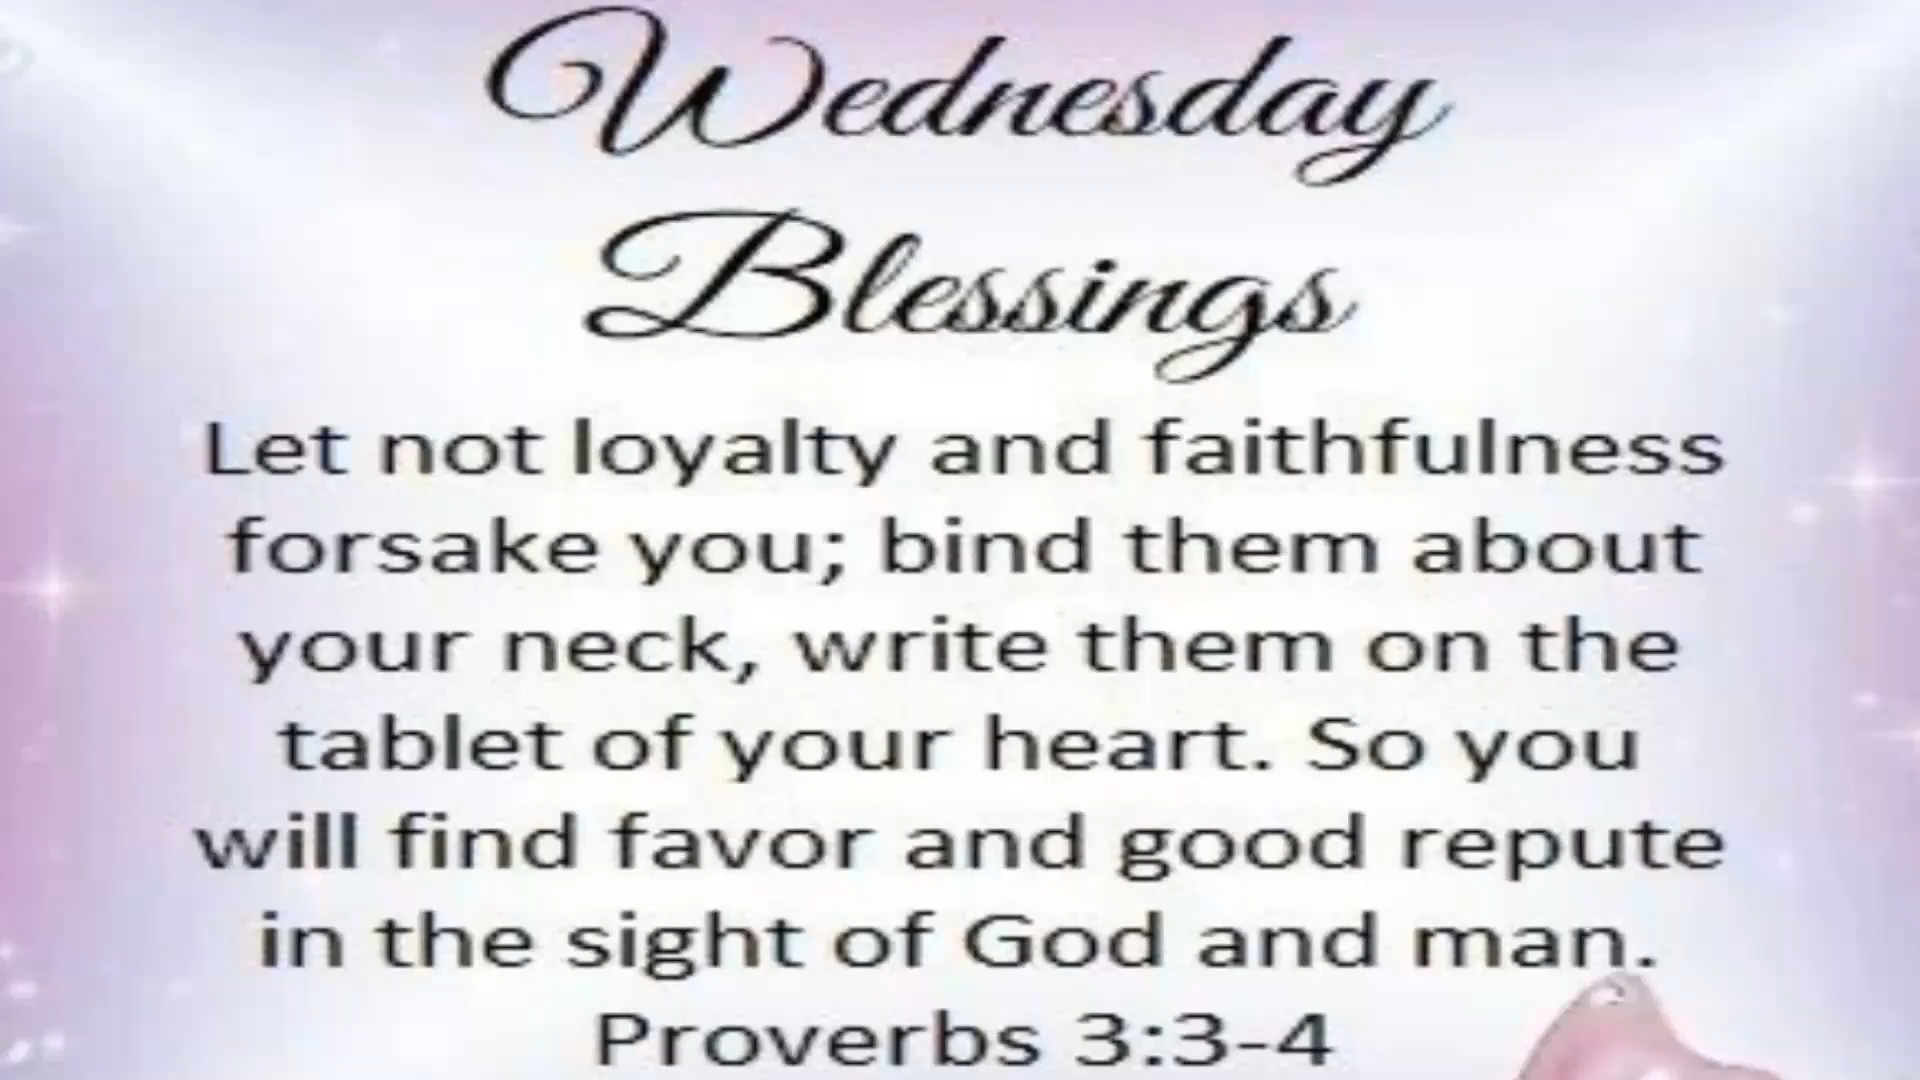 Wednesday
Blessings
Let not loyalty and faithfulness
forsake you; bind them about
your neck, write them on the
tablet of your heart. So you
will find favor and good repute
in the sight of God and man.
Proverbs 3:3-4